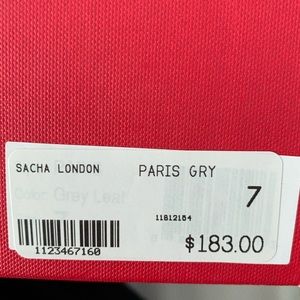 SACHA LONDON PARIS GRY
Color: Grey Leat
7
11812154
1123467160
$183.00